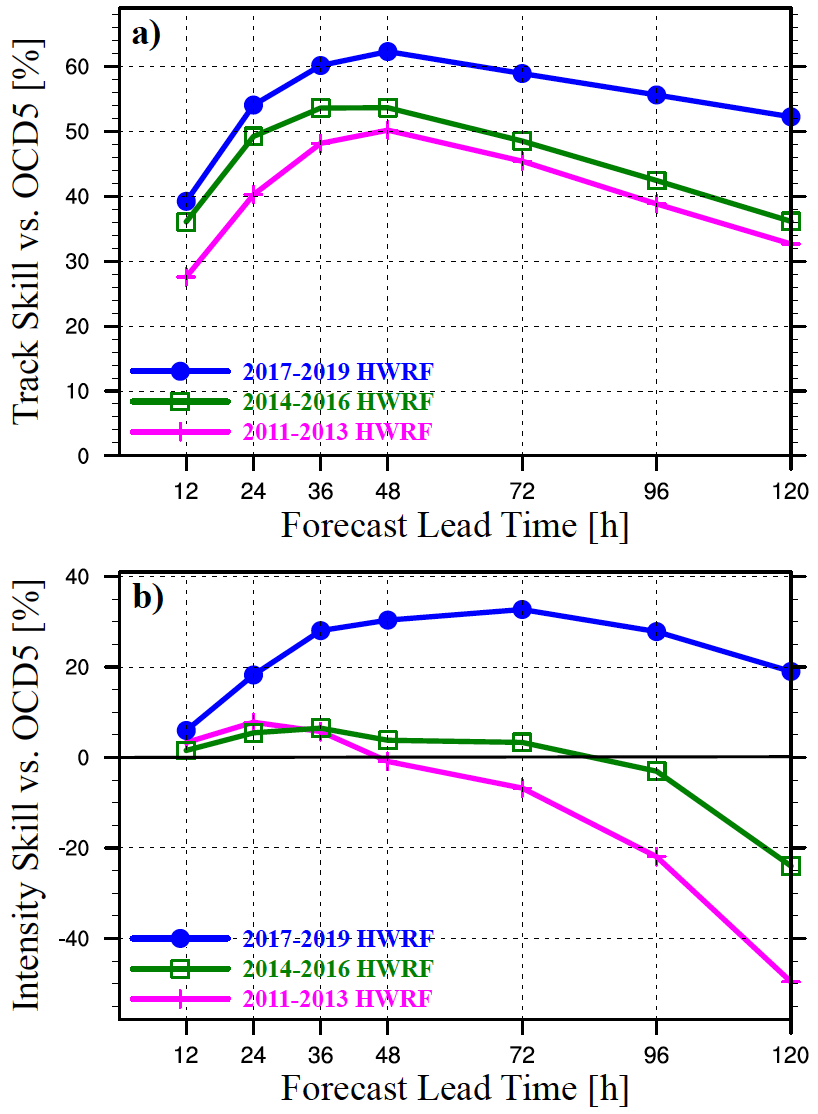 a)
Track Skill vs. OCD5 [%]
60
50
40
30
20
10
0
2017-2019 HWRF
2014-2016 HWRF
2011-2013 HWRF
12 24 36 48 72 96 120
Forecast Lead Time [h]
b)
Intensity Skill vs. OCD5 [%]
40
20
0
-20
-40
2017-2019 HWRF
2014-2016 HWRF
2011-2013 HWRF
12 24 36 48 72 96 120
Forecast Lead Time [h]